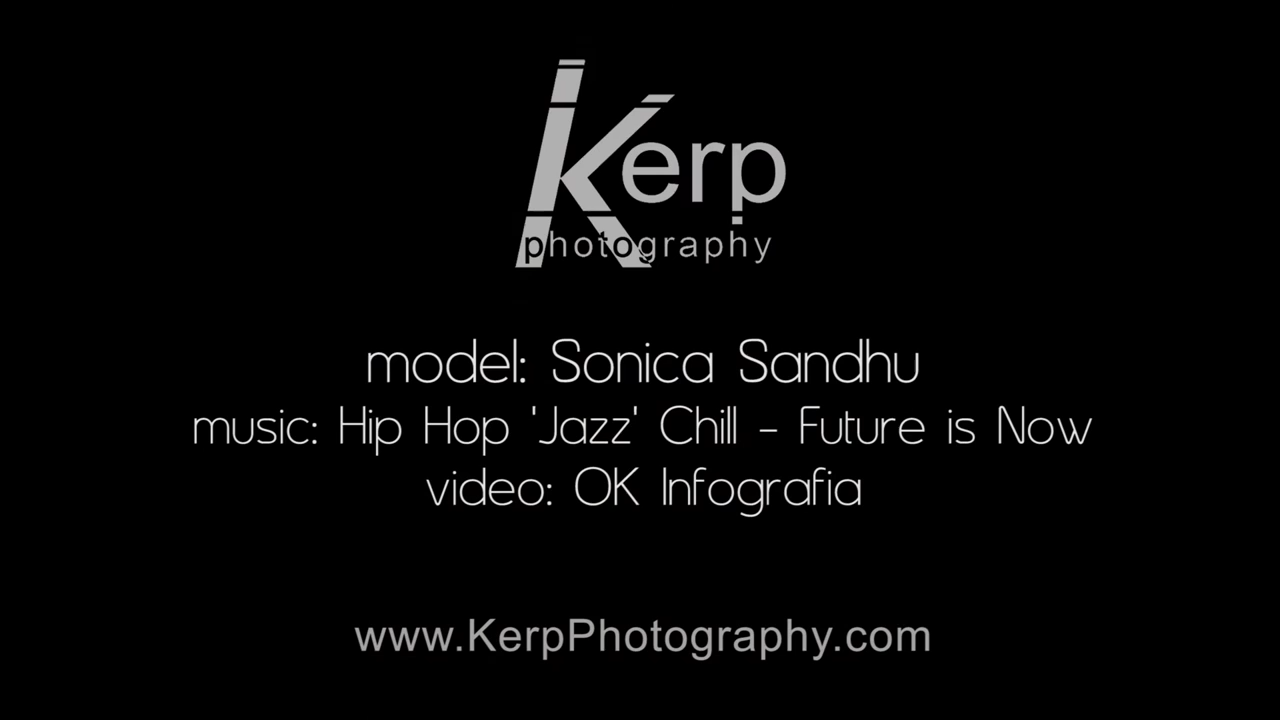 Kerp
photography
model: Sonica Sandhu
music: Hip Hop 'Jazz' Chill - Future is Now
video: OK Infografia
www.KerpPhotography.com